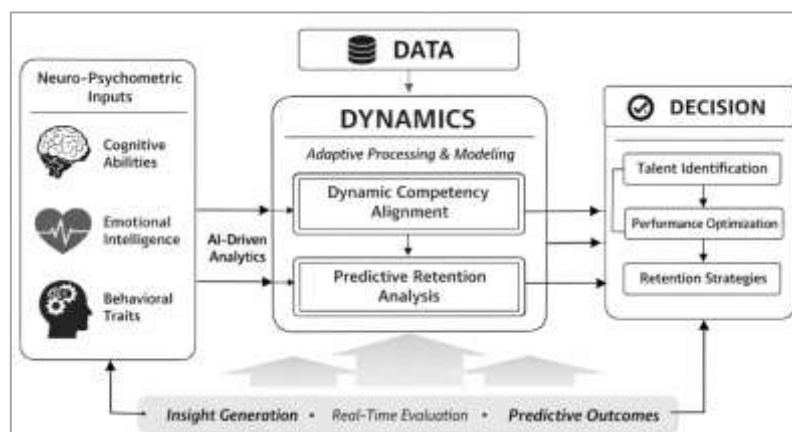 DATA
Neuro-Psychometric
Inputs
Cognitive
Abilities
Emotional
Intelligence
Behavioral
Traits
AI-Driven
Analytics
DYNAMICS
Adaptive Processing & Modeling
Dynamic Competency
Alignment
Predictive Retention
Analysis
DECISION
Talent Identification
Performance Optimization
Retention Strategies
Insight Generation • Real-Time Evaluation • Predictive Outcomes